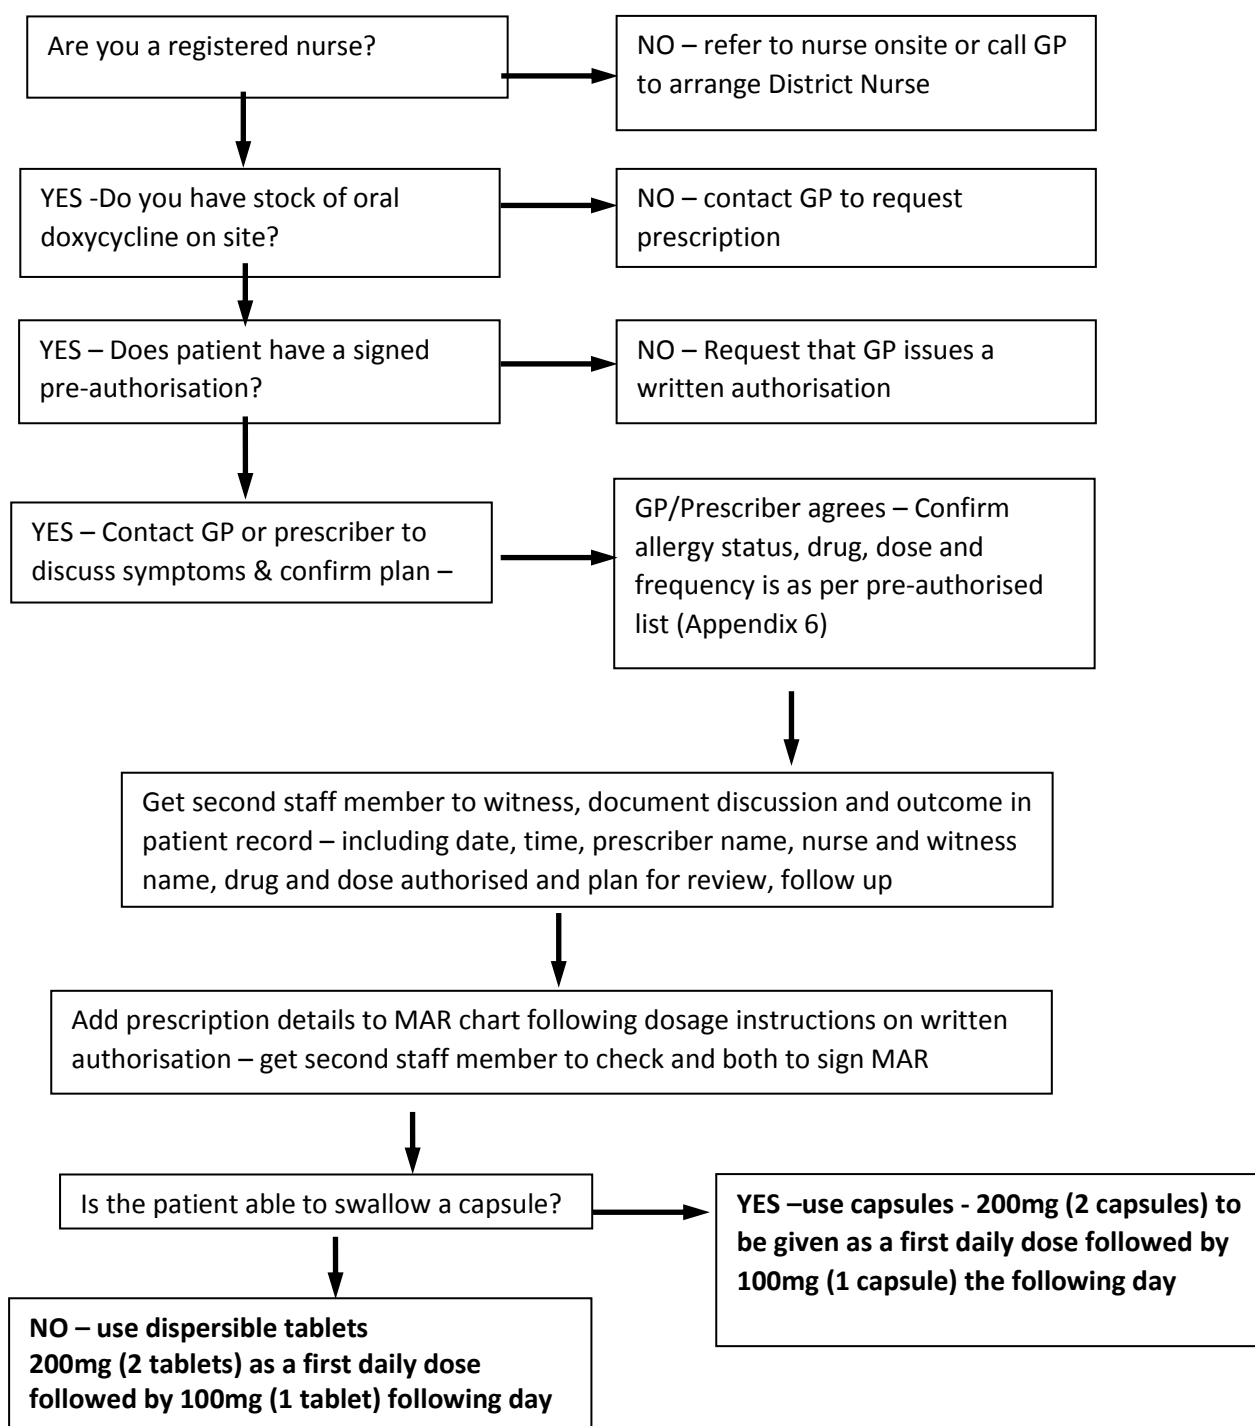 Are you a registered nurse?
NO – refer to nurse onsite or call GP
to arrange District Nurse
YES -Do you have stock of oral
doxycycline on site?
NO – contact GP to request
prescription
YES – Does patient have a signed
pre-authorisation?
NO – Request that GP issues a
written authorisation
YES – Contact GP or prescriber to
discuss symptoms & confirm plan –
GP/Prescriber agrees – Confirm
allergy status, drug, dose and
frequency is as per pre-authorised
list (Appendix 6)
Get second staff member to witness, document discussion and outcome in
patient record – including date, time, prescriber name, nurse and witness
name, drug and dose authorised and plan for review, follow up
Add prescription details to MAR chart following dosage instructions on written
authorisation – get second staff member to check and both to sign MAR
Is the patient able to swallow a capsule?
YES –use capsules - 200mg (2 capsules) to
be given as a first daily dose followed by
100mg (1 capsule) the following day
NO – use dispersible tablets
200mg (2 tablets) as a first daily dose
followed by 100mg (1 tablet) following day